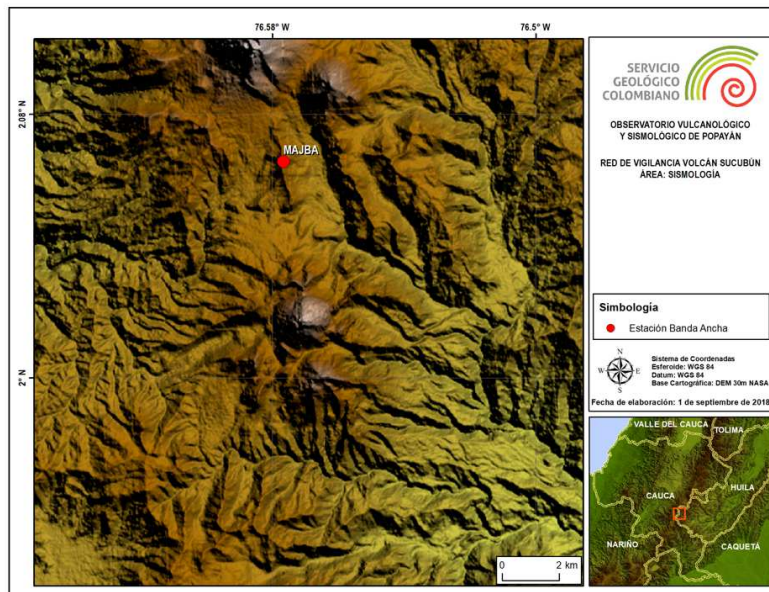 76.58° W
76.5° W
2.08° N
2° N
MAJBA
0
2 km
SERVICIO
GEOLÓGICO
COLOMBIANO
OBSERVATORIO VULCANOLÓGICO
Y SISMOLÓGICO DE POPAYÁN
RED DE VIGILANCIA VOLCÁN SUCUBÚN
ÁREA: SISMOLOGÍA
Simbología
Estación Banda Ancha
N
W
E
S
Sistema de Coordenadas
Esferoide: WGS 84
Datum: WGS 84
Base Cartográfica: DEM 30m NASA
Fecha de elaboración: 1 de septiembre de 2018
VALLE DEL CAUCA
TOLIMA
CAUCA
HUILA
NARIÑO
CAQUETÁ